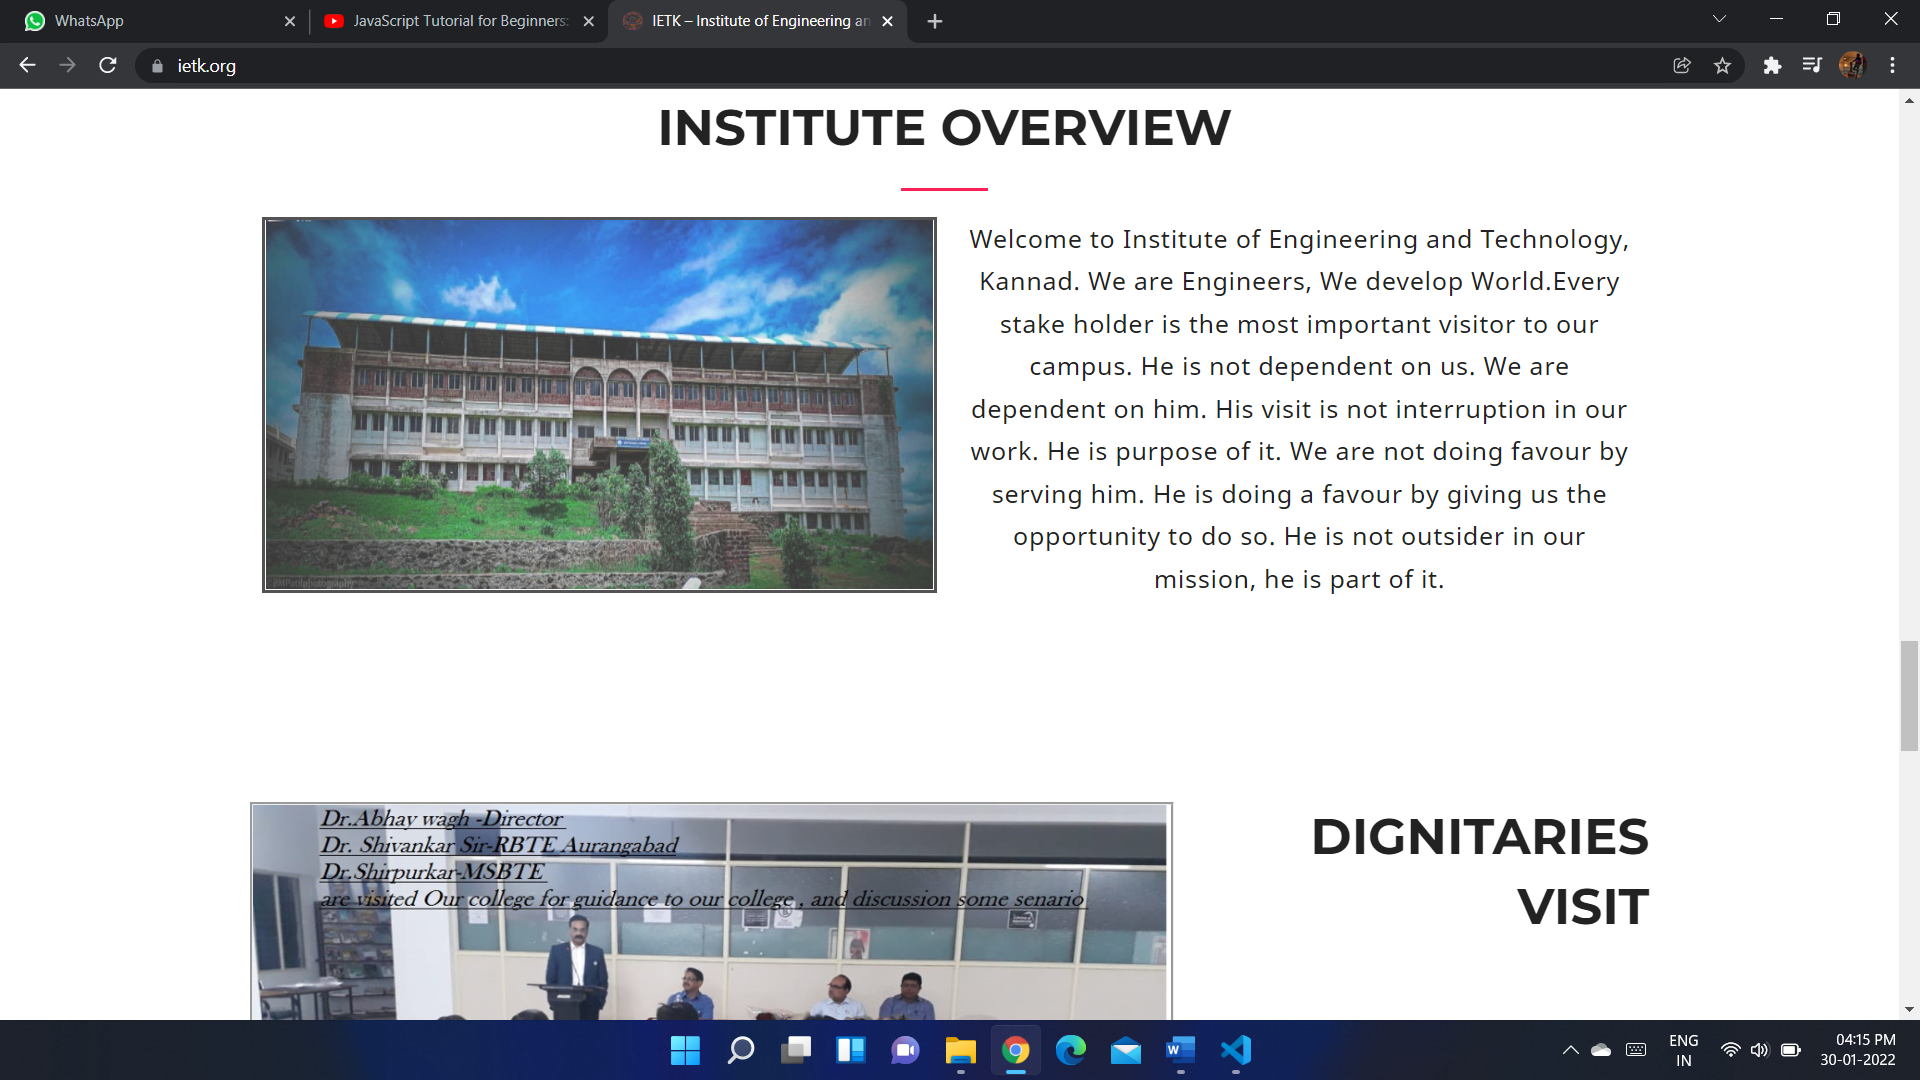 WhatsApp
JavaScript Tutorial for Beginners:
IETK – Institute of Engineering an
ietk.org
INSTITUTE OVERVIEW
Welcome to Institute of Engineering and Technology,
Kannad. We are Engineers, We develop World.Every
stake holder is the most important visitor to our
campus. He is not dependent on us. We are
dependent on him. His visit is not interruption in our
work. He is purpose of it. We are not doing favour by
serving him. He is doing a favour by giving us the
opportunity to do so. He is not outsider in our
mission, he is part of it.
Dr.Abhay wagh -Director
Dr. Shivankar Sir-RBTE Aurangabad
Dr.Shirpurkar-MSBTE
are visited Our college for guidance to our college , and discussion some senario
DIGNITARIES
VISIT
W
ENG
IN
04:15 PM
30-01-2022